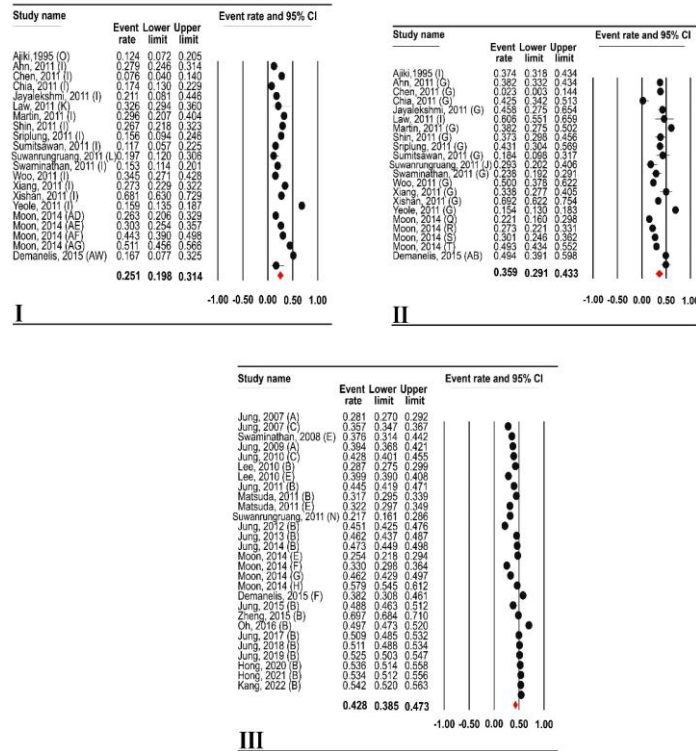 Study name Event rate and 95% CI
Event Lower Upper
rate limit limit
Ajiki,1995 (O) 0.124 0.072 0.205
Ahn, 2011 (I) 0.279 0.246 0.314
Chen, 2011 (I) 0.076 0.040 0.140
Chia, 2011 (I) 0.174 0.130 0.229
Jayalekshmi, 2011 (I) 0.211 0.081 0.446
Law, 2011 (K) 0.326 0.294 0.360
Martin, 2011 (I) 0.296 0.207 0.404
Shin, 2011 (I) 0.267 0.218 0.323
Sriplung, 2011 (I) 0.156 0.094 0.246
Sumitsawan, 2011 (I) 0.117 0.057 0.225
Suwanrungruang, 2011 (L) 0.197 0.120 0.306
Swaminathan, 2011 (I) 0.153 0.114 0.201
Woo, 2011 (I) 0.345 0.271 0.428
Xiang, 2011 (I) 0.273 0.229 0.322
Xishan, 2011 (I) 0.681 0.630 0.729
Yeole, 2011 (I) 0.159 0.135 0.187
Moon, 2014 (AD) 0.263 0.206 0.329
Moon, 2014 (AE) 0.303 0.254 0.357
Moon, 2014 (AF) 0.443 0.390 0.498
Moon, 2014 (AG) 0.511 0.456 0.566
Demanelis, 2015 (AW) 0.167 0.077 0.325
0.251 0.198 0.314
-1.00 -0.50 0.00 0.50 1.00
I
Study name Event rate and 95% CI
Event Lower Upper
rate limit limit
Ajiki,1995 (I) 0.374 0.318 0.434
Ahn, 2011 (G) 0.382 0.332 0.434
Chen, 2011 (G) 0.023 0.003 0.144
Chia, 2011 (G) 0.425 0.342 0.513
Jayalekshmi, 2011 (G) 0.458 0.275 0.654
Law, 2011 (I) 0.606 0.551 0.659
Martin, 2011 (G) 0.382 0.275 0.502
Shin, 2011 (G) 0.373 0.298 0.456
Sriplung, 2011 (G) 0.431 0.304 0.569
Sumitsawan, 2011 (G) 0.184 0.098 0.317
Suwanrungruang, 2011 (J) 0.293 0.202 0.406
Swaminathan, 2011 (G) 0.238 0.192 0.291
Woo, 2011 (G) 0.500 0.378 0.622
Xiang, 2011 (G) 0.338 0.277 0.405
Xishan, 2011 (G) 0.692 0.622 0.754
Yeole, 2011 (G) 0.154 0.130 0.183
Moon, 2014 (Q) 0.221 0.160 0.298
Moon, 2014 (R) 0.273 0.221 0.331
Moon, 2014 (S) 0.301 0.246 0.362
Moon, 2014 (T) 0.493 0.434 0.552
Demanelis, 2015 (AB) 0.494 0.391 0.598
0.359 0.291 0.433
-1.00 -0.50 0.00 0.50 1.00
II
Study name Event rate and 95% CI
Event Lower Upper
rate limit limit
Jung, 2007 (A) 0.281 0.270 0.292
Jung, 2007 (C) 0.357 0.347 0.367
Swaminathan, 2008 (E) 0.376 0.314 0.442
Jung, 2009 (A) 0.394 0.368 0.421
Jung, 2010 (C) 0.428 0.401 0.455
Lee, 2010 (B) 0.287 0.275 0.299
Lee, 2010 (E) 0.399 0.390 0.408
Jung, 2011 (B) 0.445 0.419 0.471
Matsuda, 2011 (B) 0.317 0.295 0.339
Matsuda, 2011 (E) 0.322 0.297 0.349
Suwanrungruang, 2011 (N) 0.217 0.161 0.286
Jung, 2012 (B) 0.451 0.425 0.476
Jung, 2013 (B) 0.462 0.437 0.487
Jung, 2014 (B) 0.473 0.449 0.498
Moon, 2014 (E) 0.254 0.218 0.294
Moon, 2014 (F) 0.330 0.298 0.364
Moon, 2014 (G) 0.462 0.429 0.497
Moon, 2014 (H) 0.579 0.545 0.612
Demanelis, 2015 (F) 0.382 0.308 0.461
Jung, 2015 (B) 0.488 0.463 0.512
Zheng, 2015 (B) 0.697 0.684 0.710
Oh, 2016 (B) 0.497 0.473 0.520
Jung, 2017 (B) 0.509 0.485 0.532
Jung, 2018 (B) 0.511 0.488 0.534
Jung, 2019 (B) 0.525 0.503 0.547
Hong, 2020 (B) 0.536 0.514 0.558
Hong, 2021 (B) 0.534 0.512 0.556
Kang, 2022 (B) 0.542 0.520 0.563
0.428 0.385 0.473
-1.00 -0.50 0.00 0.50 1.00
III